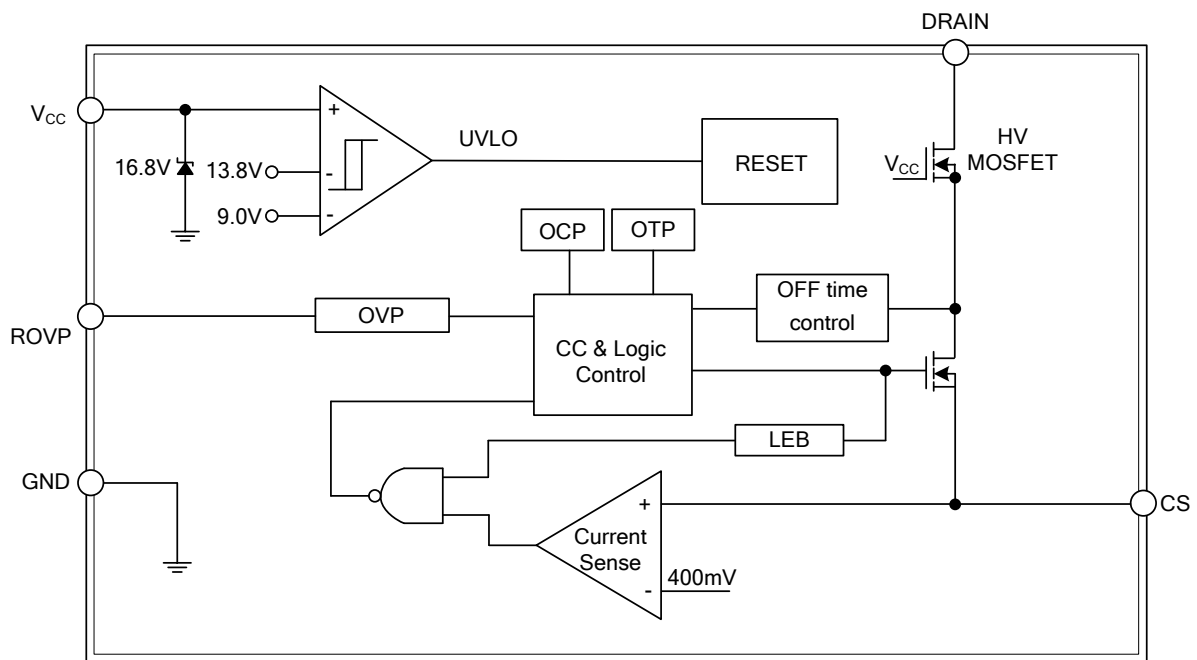 DRAIN
VCC
+
UVLO
16.8V
13.8V
-
9.0V
-
RESET
HV
MOSFET
VCC
OCP
OTP
ROVP
OVP
CC & Logic
Control
OFF time
control
LEB
GND
+
Current
Sense
-
400mV
CS